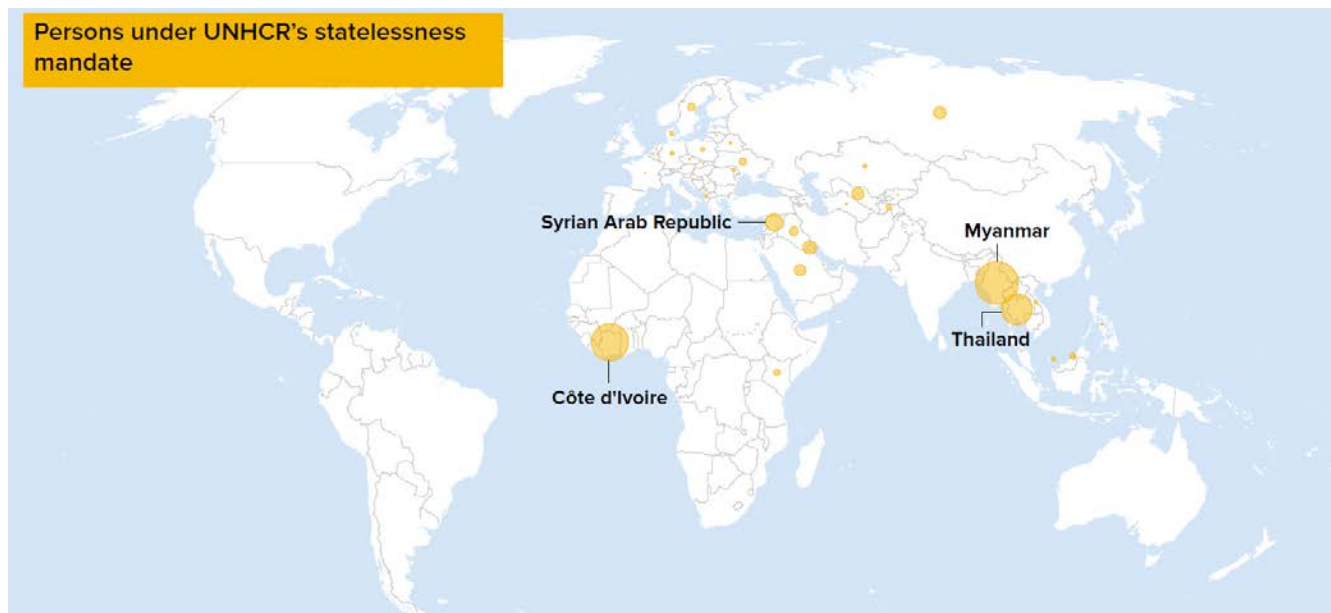 Persons under UNHCR's statelessness
mandate
Syrian Arab Republic
Myanmar
Thailand
Côte d'Ivoire